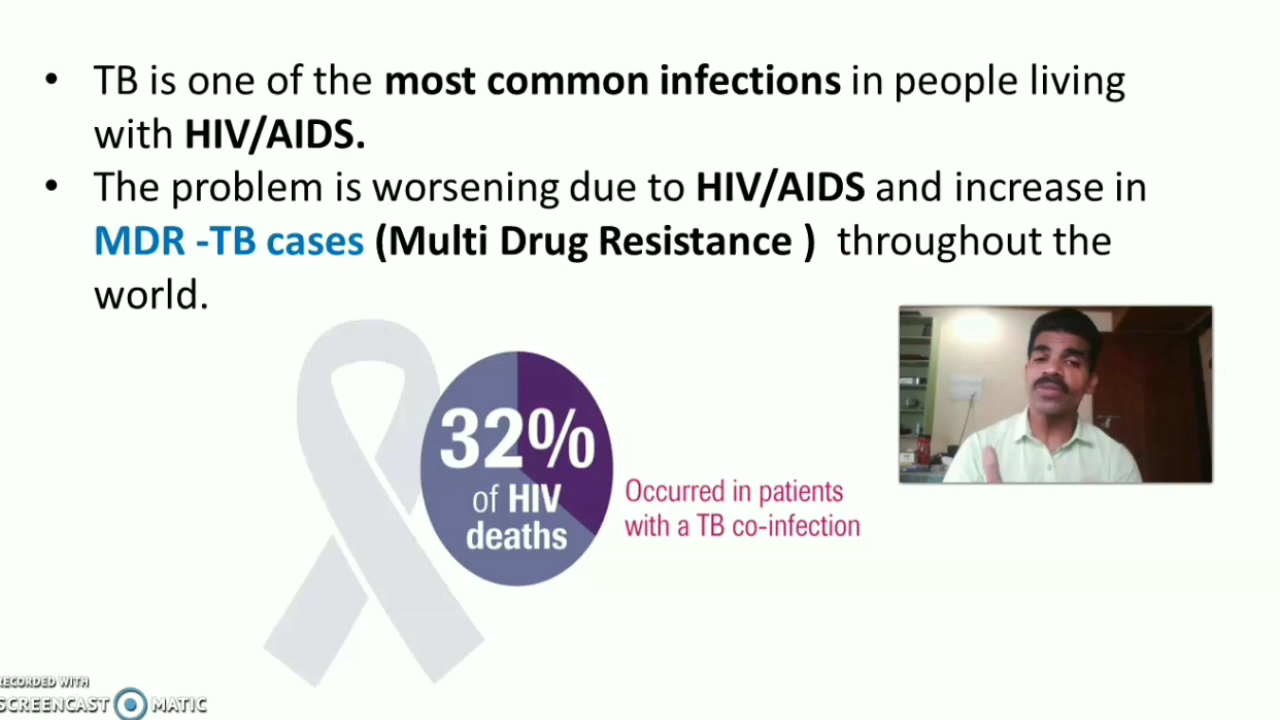 • TB is one of the most common infections in people living
with HIV/AIDS.
• The problem is worsening due to HIV/AIDS and increase in
MDR -TB cases (Multi Drug Resistance ) throughout the
world.
32%
of HIV
deaths
Occurred in patients
with a TB co-infection
RECORDED WITH
SCREENCAST MATIC